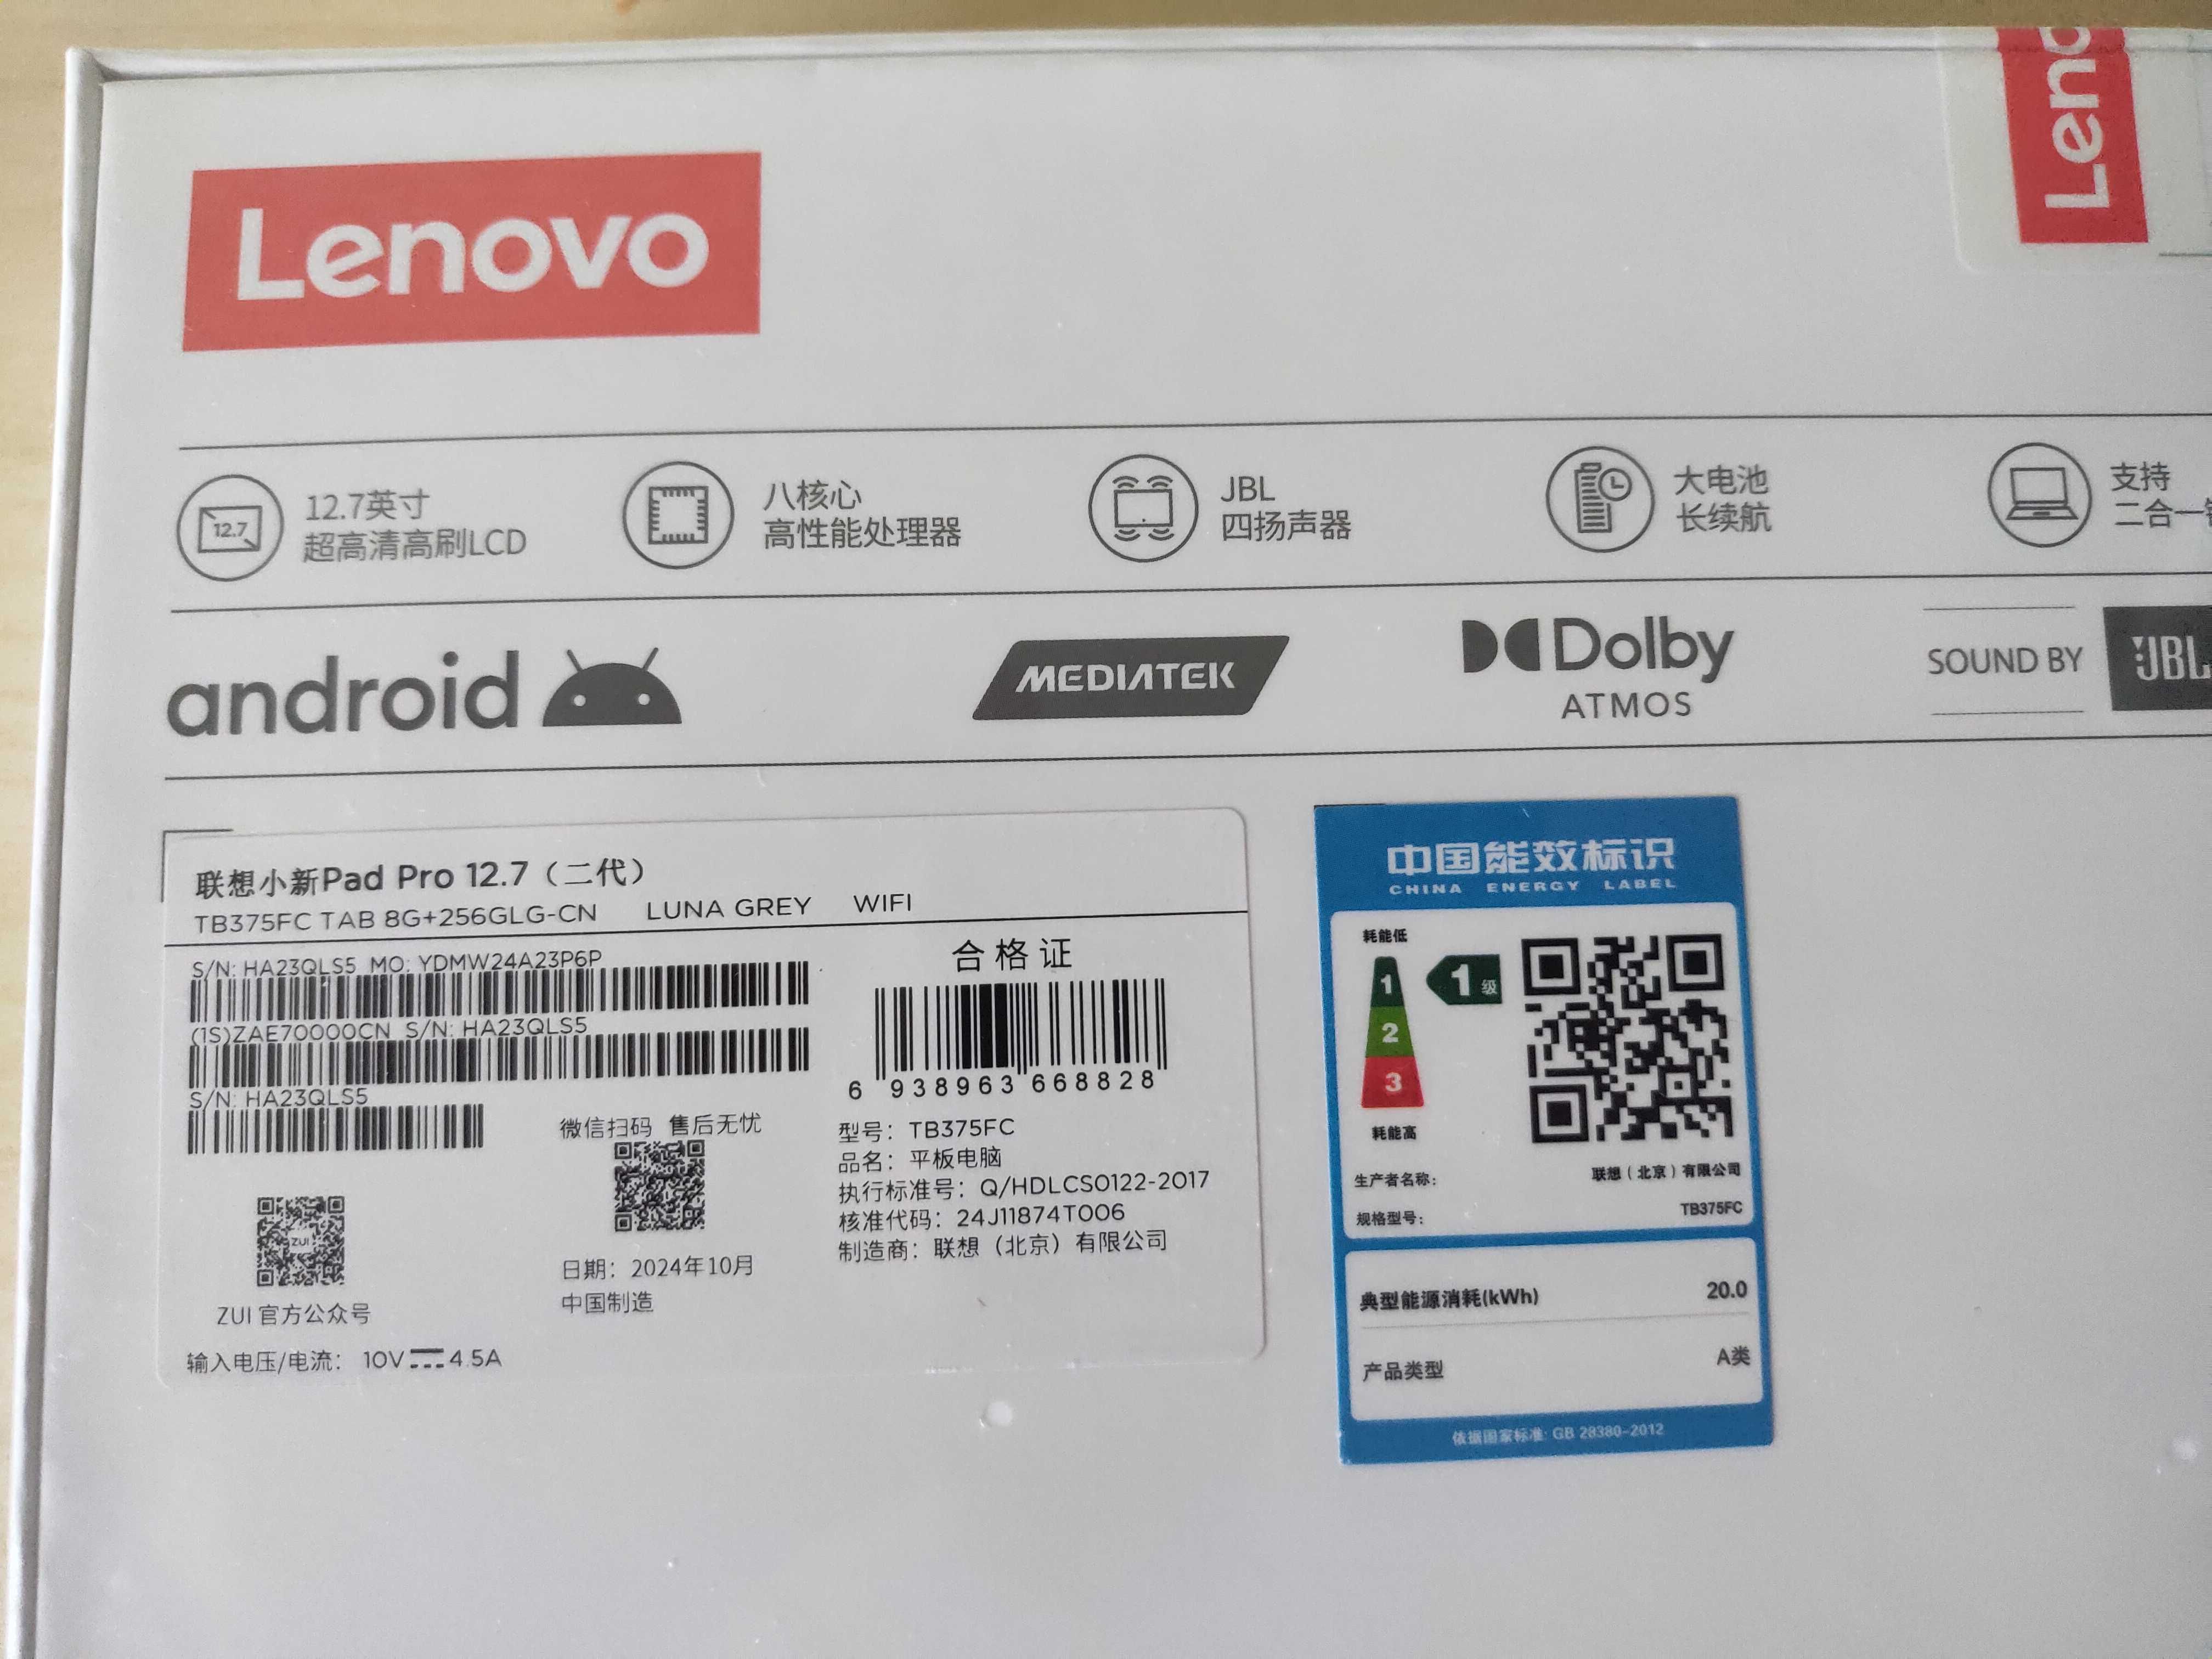 Lenovo
Leno
12.7
12.7英寸
超高清高刷LCD
八核心
高性能处理器
JBL
四扬声器
大电池
长续航
支持
二合一
android
MEDIATEK
Dolby
ATMOS
SOUND BY
JBL
联想小新Pad Pro 12.7（二代）
TB375FC TAB 8G+256GLG-CN LUNA GREY WIFI
S/N: HA23QLS5 MO: YDMW24A23P6P
(1S)ZAE70000CN S/N: HA23QLS5
S/N: HA23QLS5
微信扫码 售后无忧
ZUI
ZUI 官方公众号
日期：2024年10月
中国制造
输入电压/电流： 10V 4.5A
合格证
6 938963 668828
型号：TB375FC
品名：平板电脑
执行标准号：Q/HDLCS0122-2017
核准代码：24J11874T006
制造商：联想（北京）有限公司
中国能效标识
CHINA ENERGY LABEL
耗能低
1
2
3
1级
耗能高
生产者名称： 联想（北京）有限公司
规格型号： TB375FC
典型能源消耗(kWh) 20.0
产品类型 A类
依据国家标准: GB 28380-2012